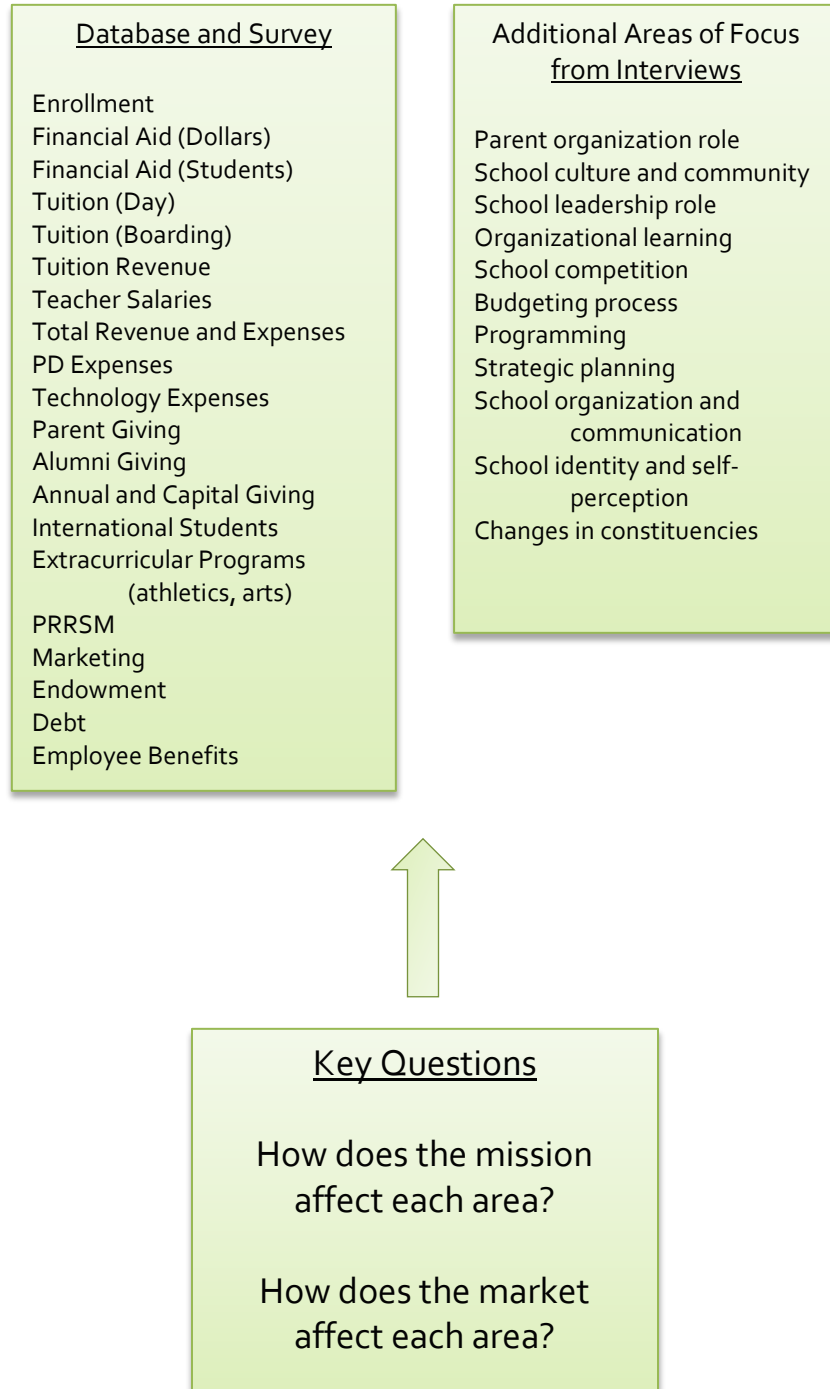 Database and Survey
Enrollment
Financial Aid (Dollars)
Financial Aid (Students)
Tuition (Day)
Tuition (Boarding)
Tuition Revenue
Teacher Salaries
Total Revenue and Expenses
PD Expenses
Technology Expenses
Parent Giving
Alumni Giving
Annual and Capital Giving
International Students
Extracurricular Programs
(athletics, arts)
PRRSM
Marketing
Endowment
Debt
Employee Benefits
Additional Areas of Focus
from Interviews
Parent organization role
School culture and community
School leadership role
Organizational learning
School competition
Budgeting process
Programming
Strategic planning
School organization and
communication
School identity and self-
perception
Changes in constituencies
Key Questions
How does the mission
affect each area?
How does the market
affect each area?